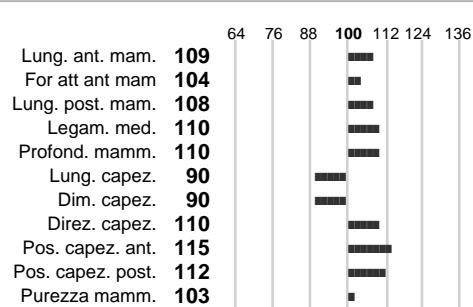 64 76 88 100 112 124 136
Lung. ant. mam. 109
For att ant mam 104
Lung. post. mam. 108
Legam. med. 110
Profond. mamm. 110
Lung. capez. 90
Dim. capez. 90
Direz. capez. 110
Pos. capez. ant. 115
Pos. capez. post. 112
Purezza mamm. 103